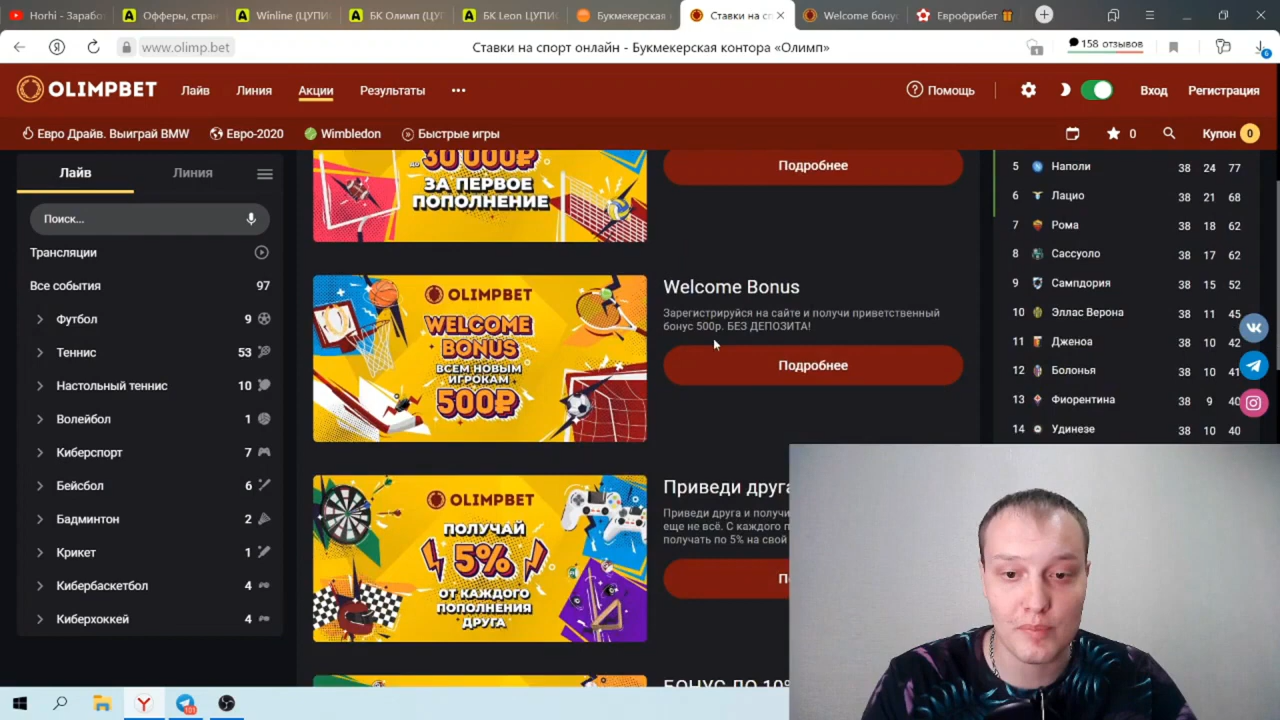 Horhi - Зарабо
Офферы, стран
Winline (ЦУПИ
БК Олимп (ЦУ
БК Leon ЦУПИ
Букмекерская
Ставки на сп
Welcome бону
Еврофрибет
www.olimp.bet
Ставки на спорт онлайн - Букмекерская контора «Олимп»
158 отзывов
OLIMPBET
Лайв
Линия
Акции
Результаты
Помощь
Вход
Регистрация
Евро Драйв. Выиграй BMW
Евро-2020
Wimbledon
Быстрые игры
0
Купон 0
Лайв
Линия
Поиск...
Трансляции
Все события 97
Футбол 9
Теннис 53
Настольный теннис 10
Волейбол 1
Киберспорт 7
Бейсбол 6
Бадминтон 2
Крикет 1
Кибербаскетбол 4
Киберхоккей 4
до 30 000₽
ЗА ПЕРВОЕ
ПОПОЛНЕНИЕ
Подробнее
OLIMPBET
WELCOME
BONUS
ВСЕМ НОВЫМ
ИГРОКАМ
500₽
Welcome Bonus
Зарегистрируйся на сайте и получи приветственный
бонус 500р. БЕЗ ДЕПОЗИТА!
Подробнее
OLIMPBET
ПОЛУЧАЙ
5%
ОТ КАЖДОГО
ПОПОЛНЕНИЯ
ДРУГА
Приведи друга
Приведи друга и получи
еще не всё. С каждого п
получать по 5% на свой
П
БОНУС ДО 10%
5 Наполи 38 24 77
6 Лацио 38 21 68
7 Рома 38 18 62
8 Сассуоло 38 17 62
9 Сампдория 38 15 52
10 Эллас Верона 38 11 45
11 Дженоа 38 10 42
12 Болонья 38 10 41
13 Фиорентина 38 9 40
14 Удинезе 38 10 40